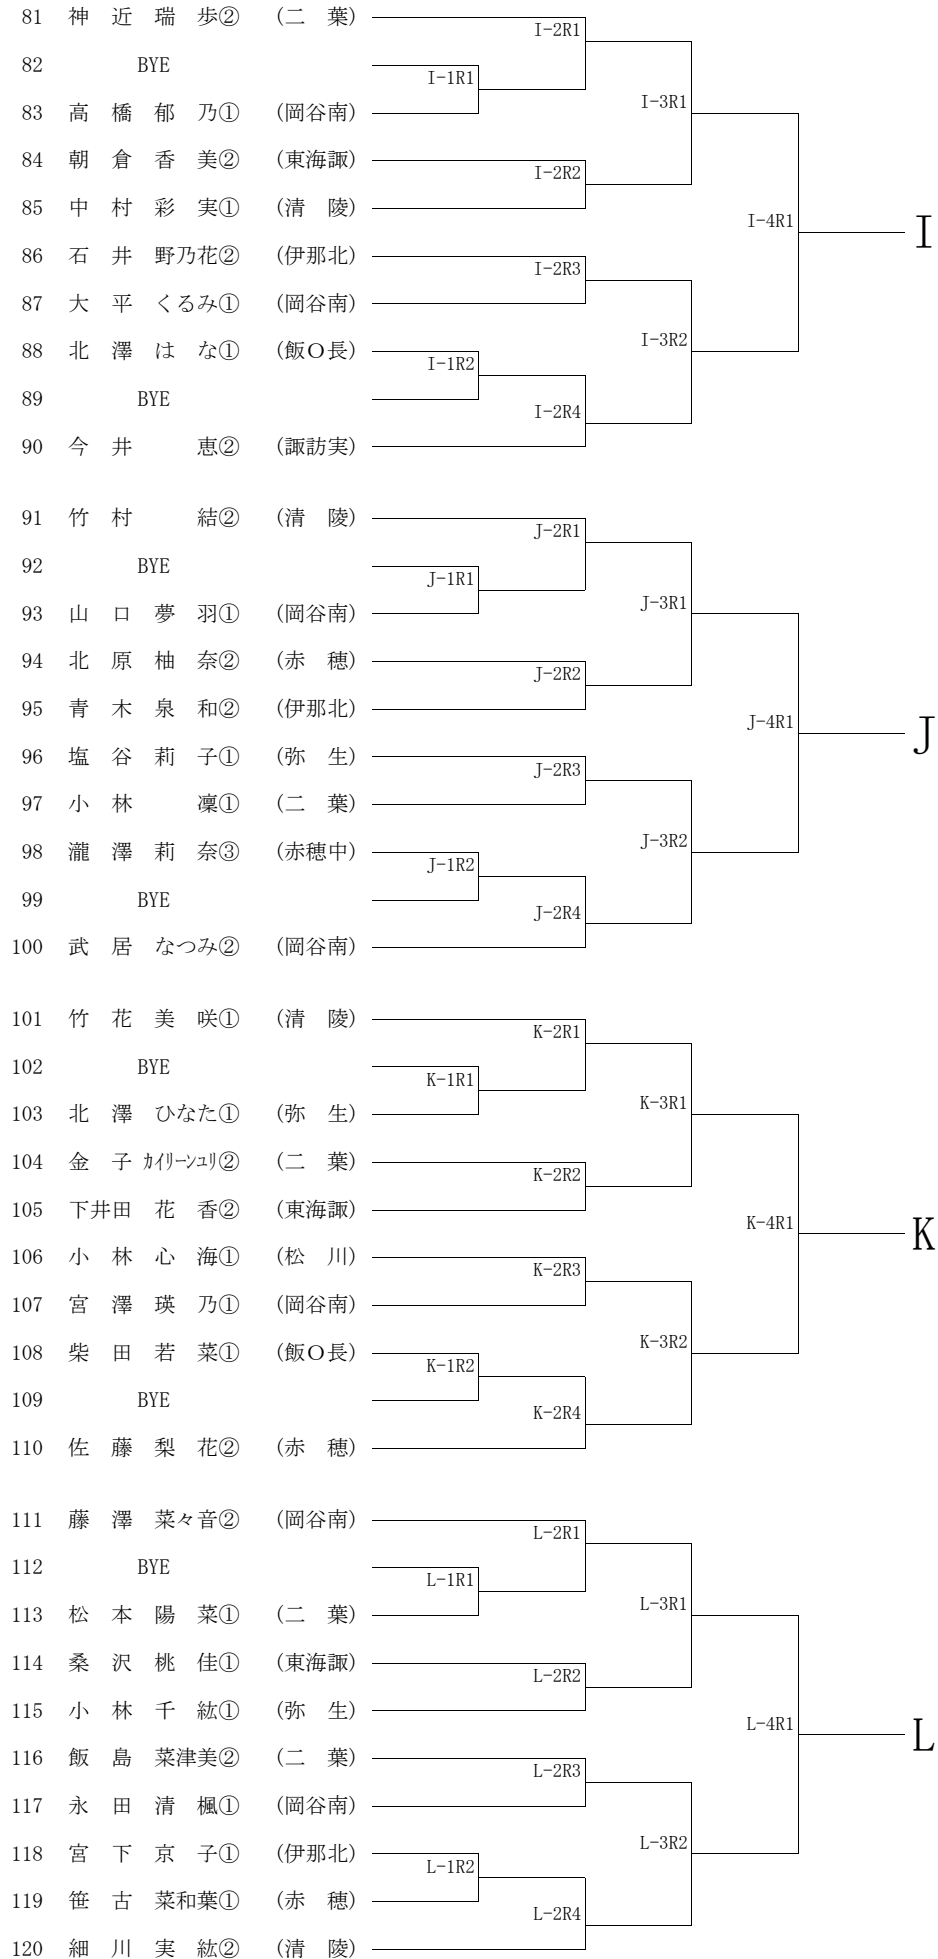 81 神 近 瑞 歩② (二 葉)
I-2R1
82 BYE
I-1R1
I-3R1
83 高 橋 郁 乃① (岡谷南)
84 朝 倉 香 美② (東海諏)
I-2R2
85 中 村 彩 実① (清 陵)
I-4R1
I
86 石 井 野乃花② (伊那北)
I-2R3
87 大 平 くるみ① (岡谷南)
I-3R2
88 北 澤 は な① (飯O長)
I-1R2
89 BYE
I-2R4
90 今 井 恵② (諏訪実)
91 竹 村 結② (清 陵)
J-2R1
92 BYE
J-1R1
J-3R1
93 山 口 夢 羽① (岡谷南)
94 北 原 柚 奈② (赤 穂)
J-2R2
95 青 木 泉 和② (伊那北)
J-4R1
J
96 塩 谷 莉 子① (弥 生)
J-2R3
97 小 林 凜① (二 葉)
J-3R2
98 瀧 澤 莉 奈③ (赤穂中)
J-1R2
99 BYE
J-2R4
100 武 居 なつみ② (岡谷南)
101 竹 花 美 咲① (清 陵)
K-2R1
102 BYE
K-1R1
K-3R1
103 北 澤 ひなた① (弥 生)
104 金 子 ｶｲﾘｰﾝﾕﾘ② (二 葉)
K-2R2
105 下井田 花 香② (東海諏)
K-4R1
K
106 小 林 心 海① (松 川)
K-2R3
107 宮 澤 瑛 乃① (岡谷南)
K-3R2
108 柴 田 若 菜① (飯O長)
K-1R2
109 BYE
K-2R4
110 佐 藤 梨 花② (赤 穂)
111 藤 澤 菜々音② (岡谷南)
L-2R1
112 BYE
L-1R1
L-3R1
113 松 本 陽 菜① (二 葉)
114 桑 沢 桃 佳① (東海諏)
L-2R2
115 小 林 千 紘① (弥 生)
L-4R1
L
116 飯 島 菜津美② (二 葉)
L-2R3
117 永 田 清 楓① (岡谷南)
L-3R2
118 宮 下 京 子① (伊那北)
L-1R2
119 笹 古 菜和葉① (赤 穂)
L-2R4
120 細 川 実 紘② (清 陵)